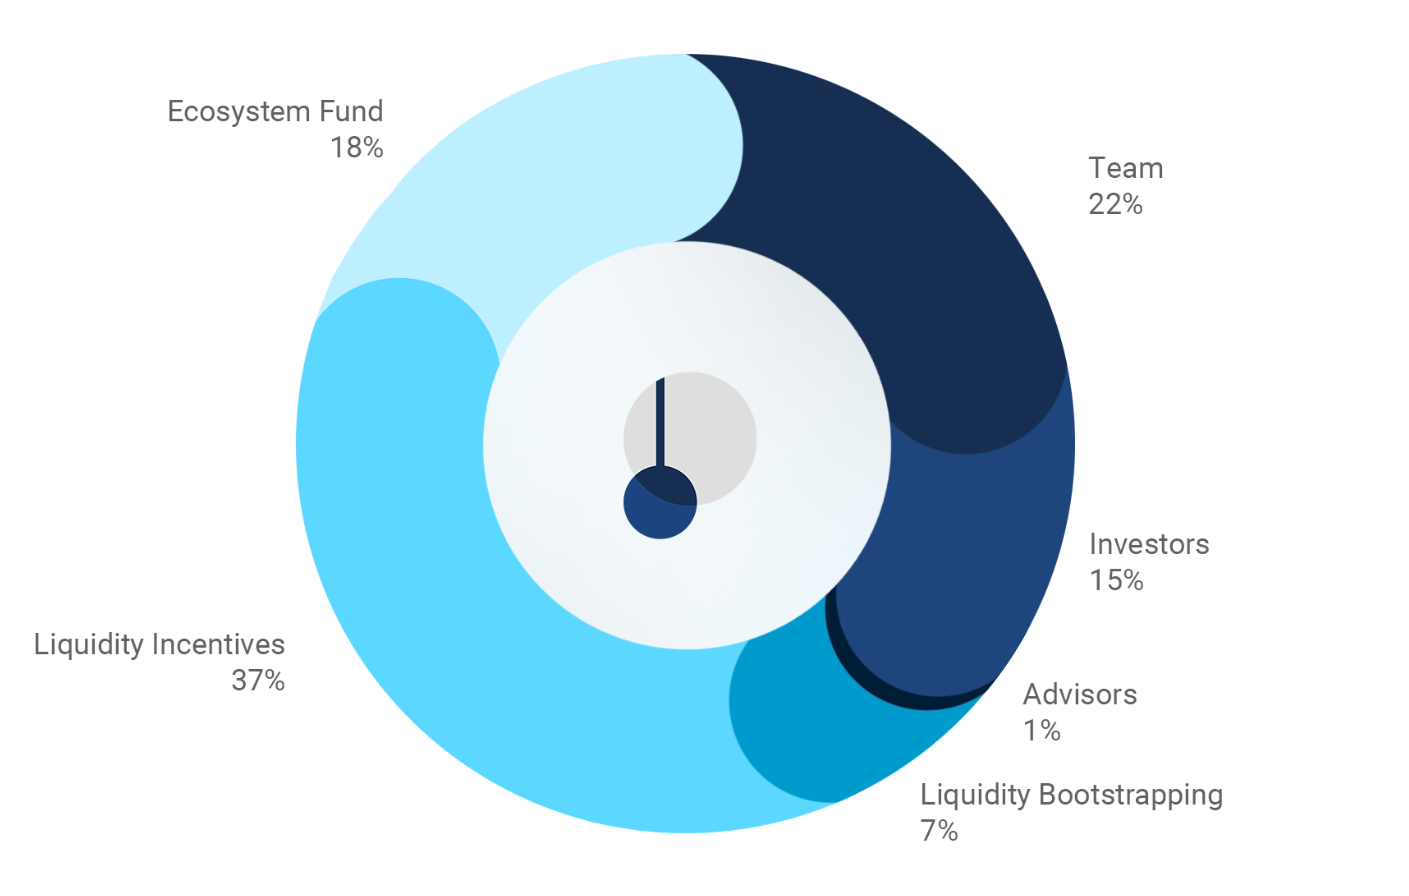 Ecosystem Fund
18%
Team
22%
Investors
15%
Liquidity Incentives
37%
Advisors
1%
Liquidity Bootstrapping
7%